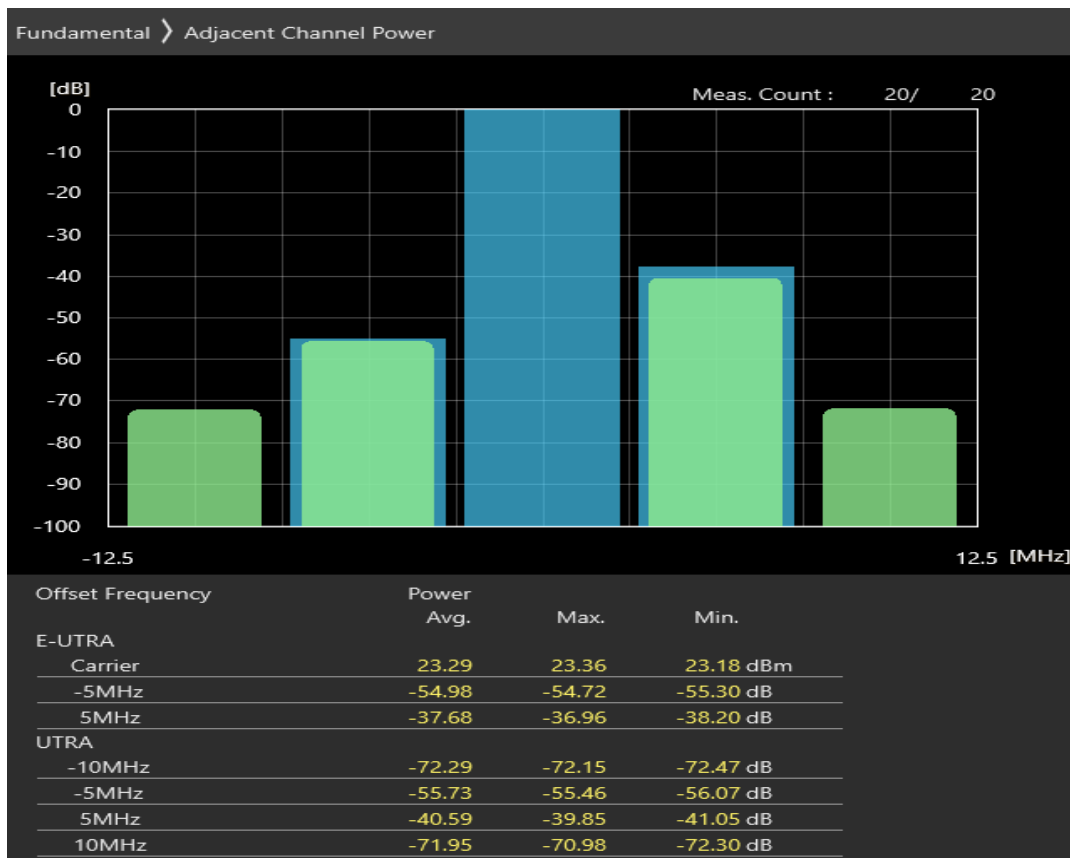 Fundamental 〉 Adjacent Channel Power
[dB]
Meas. Count : 20/ 20
0
-10
-20
-30
-40
-50
-60
-70
-80
-90
-100
-12.5 12.5 [MHz]
Offset Frequency Power
Avg. Max. Min.
E-UTRA
Carrier 23.29 23.36 23.18 dBm
-5MHz -54.98 -54.72 -55.30 dB
5MHz -37.68 -36.96 -38.20 dB
UTRA
-10MHz -72.29 -72.15 -72.47 dB
-5MHz -55.73 -55.46 -56.07 dB
5MHz -40.59 -39.85 -41.05 dB
10MHz -71.95 -70.98 -72.30 dB